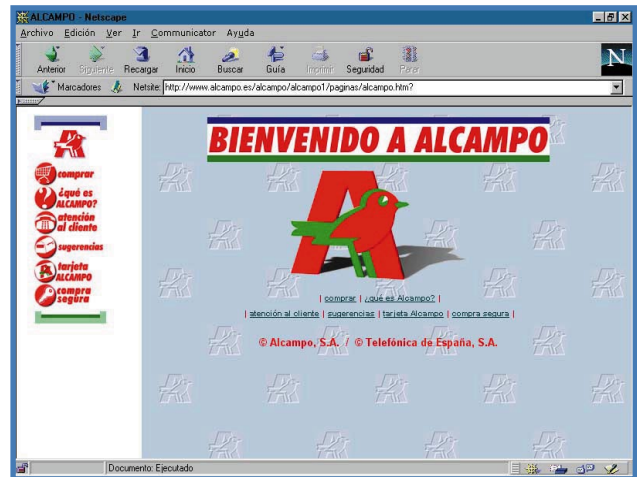 ALCAMPO - Netscape
Archivo Edición Ver Ir Communicator Ayuda
Anterior Siguiente Recargar Inicio Buscar Guía Imprimir Seguridad Parar
N
Marcadores Netsite: http://www.alcampo.es/alcampo/alcampo1/paginas/alcampo.htm?
BIENVENIDO A ALCAMPO
comprar
¿qué es
ALCAMPO?
atención
al cliente
sugerencias
tarjeta
ALCAMPO
compra
segura
| comprar | ¿qué es Alcampo? |
| atención al cliente | sugerencias | tarjeta Alcampo | compra segura |
© Alcampo, S.A. / © Telefónica de España, S.A.
Documento: Ejecutado